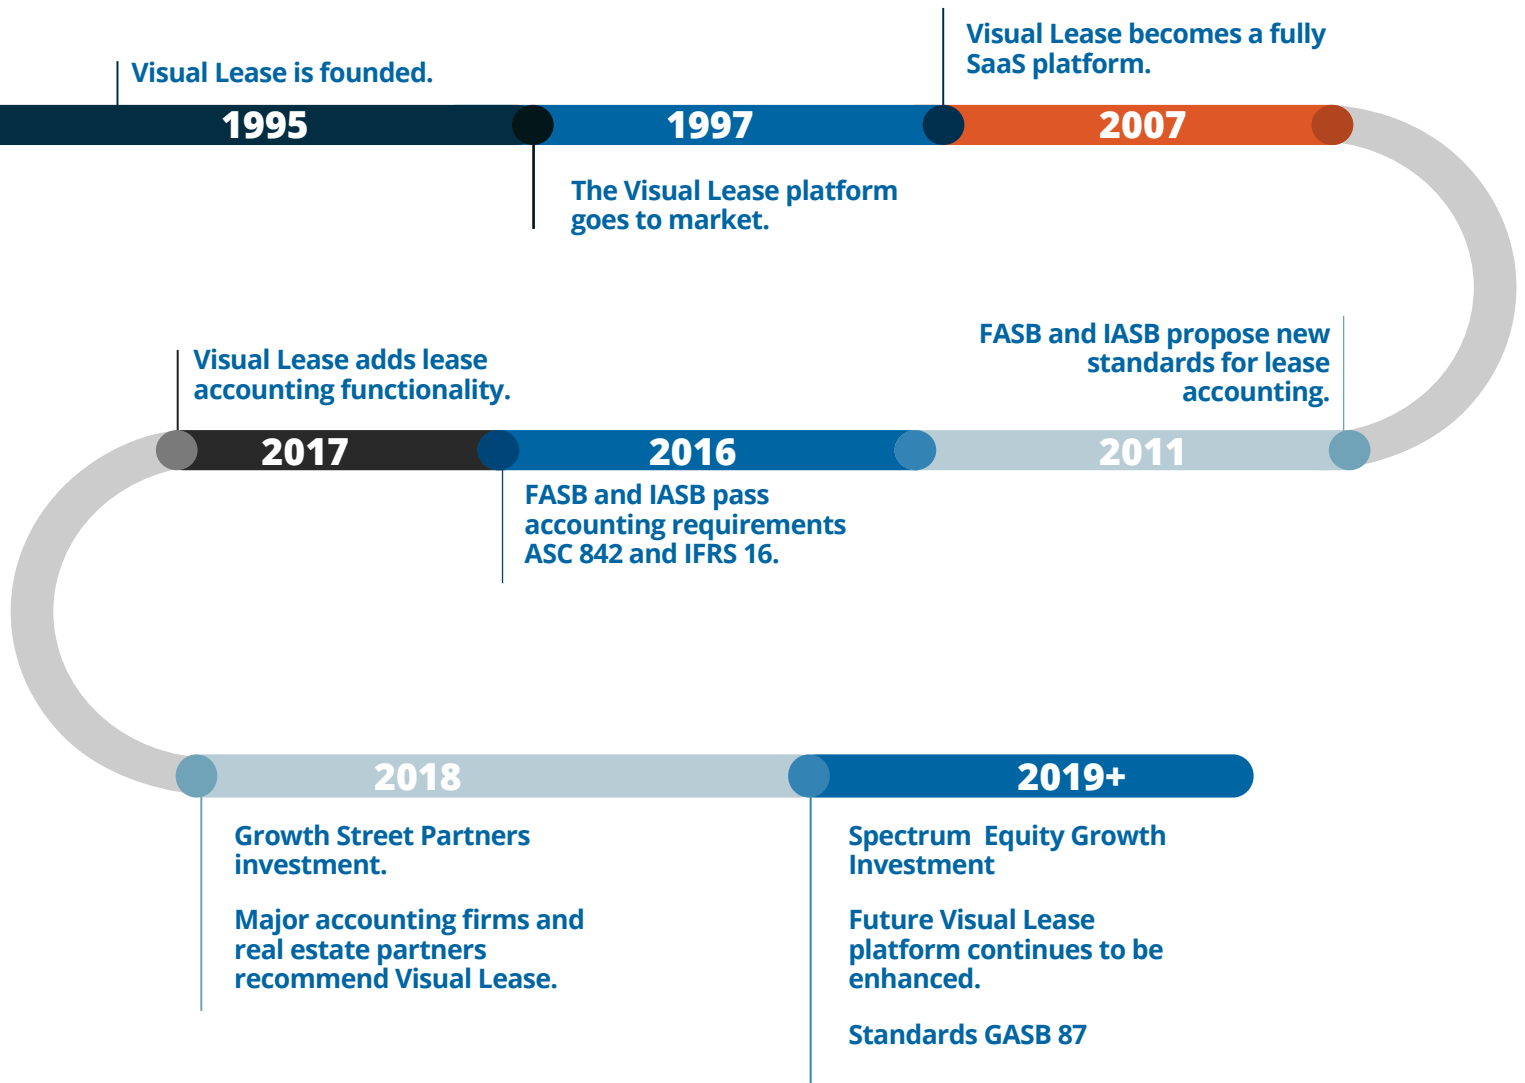 Visual Lease is founded.
1995
1997
The Visual Lease platform
goes to market.
Visual Lease becomes a fully
SaaS platform.
2007
FASB and IASB propose new
standards for lease
accounting.
2011
2016
FASB and IASB pass
accounting requirements
ASC 842 and IFRS 16.
Visual Lease adds lease
accounting functionality.
2017
2018
Growth Street Partners
investment.
Major accounting firms and
real estate partners
recommend Visual Lease.
2019+
Spectrum  Equity Growth
Investment
Future Visual Lease
platform continues to be
enhanced.
Standards GASB 87